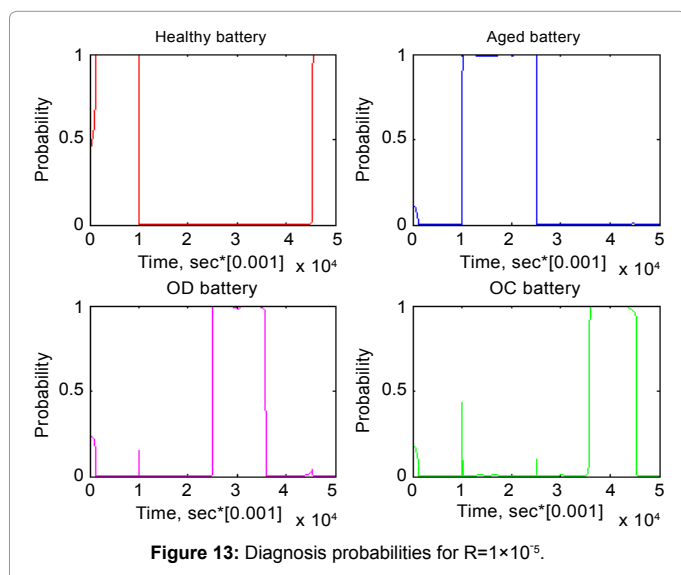 Healthy battery
1
0.5
0
Probability
0 1 2 3 4 5
Time, sec*[0.001]
x 10⁴
Aged battery
1
0.5
0
Probability
0 1 2 3 4 5
Time, sec*[0.001]
x 10⁴
OD battery
1
0.5
0
Probability
0 1 2 3 4 5
Time, sec*[0.001]
x 10⁴
OC battery
1
0.5
0
Probability
0 1 2 3 4 5
Time, sec*[0.001]
x 10⁴
Figure 13: Diagnosis probabilities for R=1×10⁻⁵.